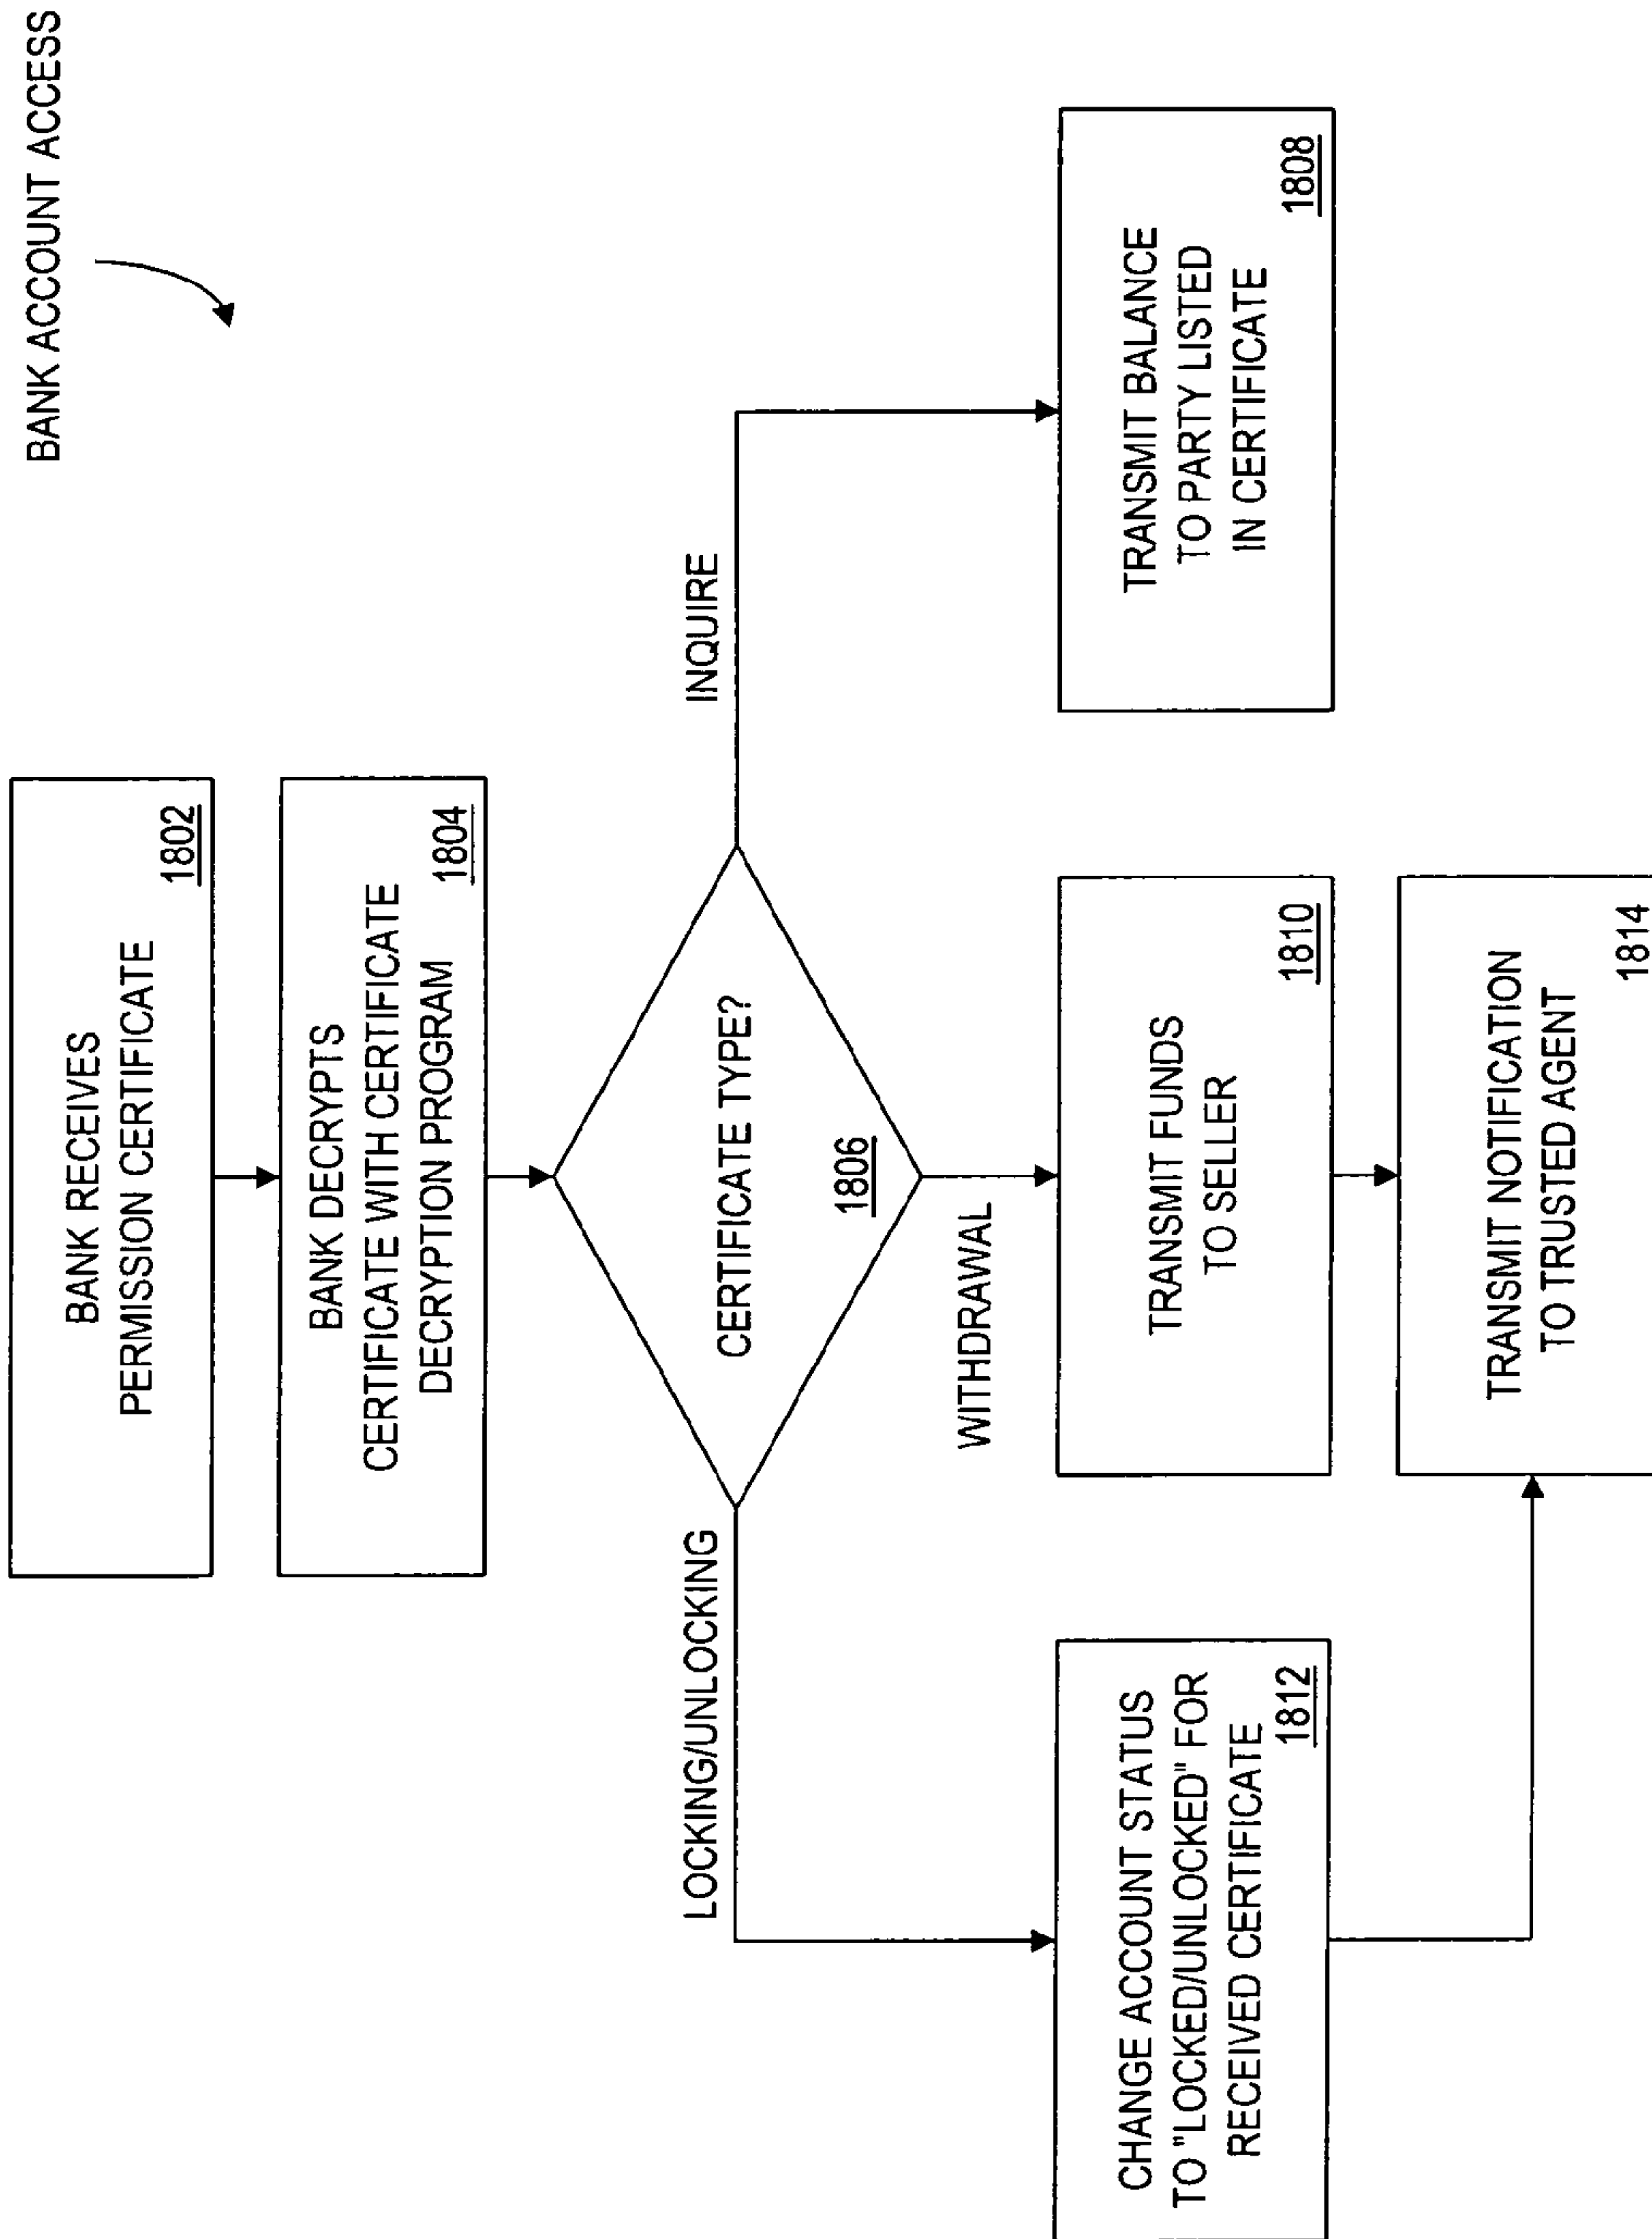 BANK ACCOUNT ACCESS
BANK RECEIVES
PERMISSION CERTIFICATE
1802
BANK DECRYPTS
CERTIFICATE WITH CERTIFICATE
DECRYPTION PROGRAM
1804
CERTIFICATE TYPE?
1806
LOCKING/UNLOCKING
WITHDRAWAL
INQUIRE
CHANGE ACCOUNT STATUS
TO "LOCKED/UNLOCKED" FOR
RECEIVED CERTIFICATE
1812
TRANSMIT FUNDS
TO SELLER
1810
TRANSMIT BALANCE
TO PARTY LISTED
IN CERTIFICATE
1808
TRANSMIT NOTIFICATION
TO TRUSTED AGENT
1814